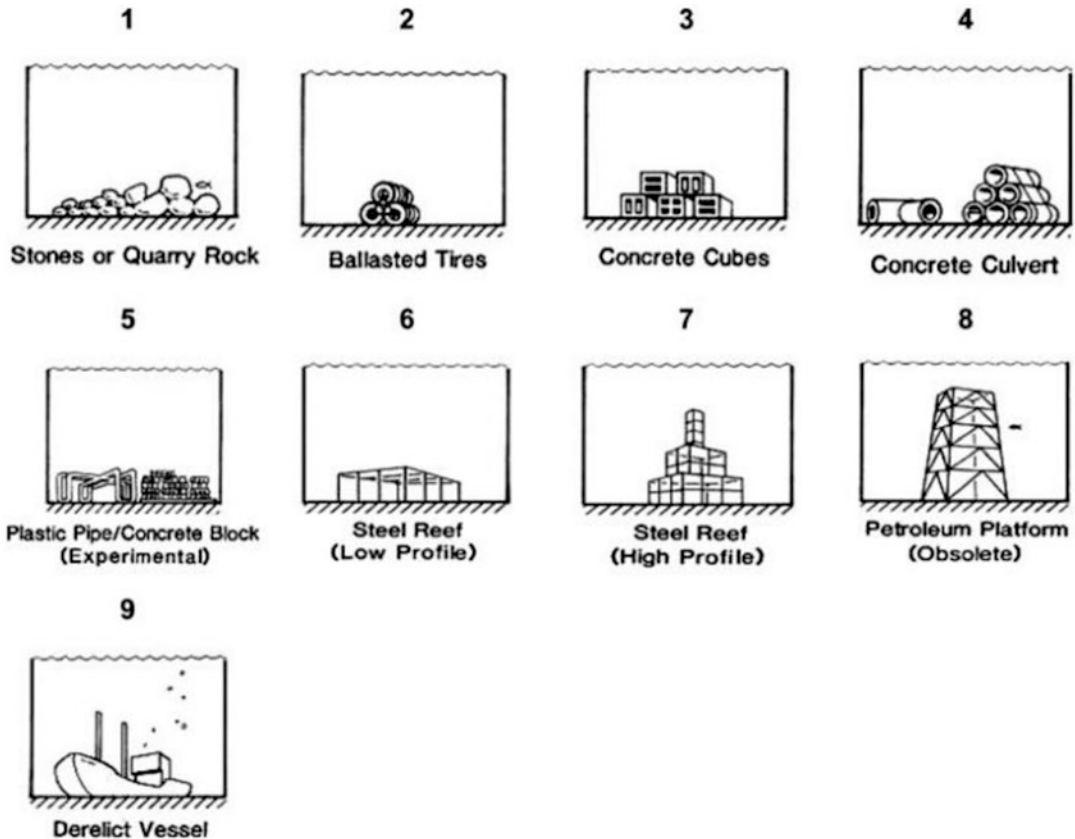 1
2
3
4
Stones or Quarry Rock
Ballasted Tires
Concrete Cubes
Concrete Culvert
5
6
7
8
Plastic Pipe/Concrete Block
(Experimental)
Steel Reef
(Low Profile)
Steel Reef
(High Profile)
Petroleum Platform
(Obsolete)
9
Derelict Vessel